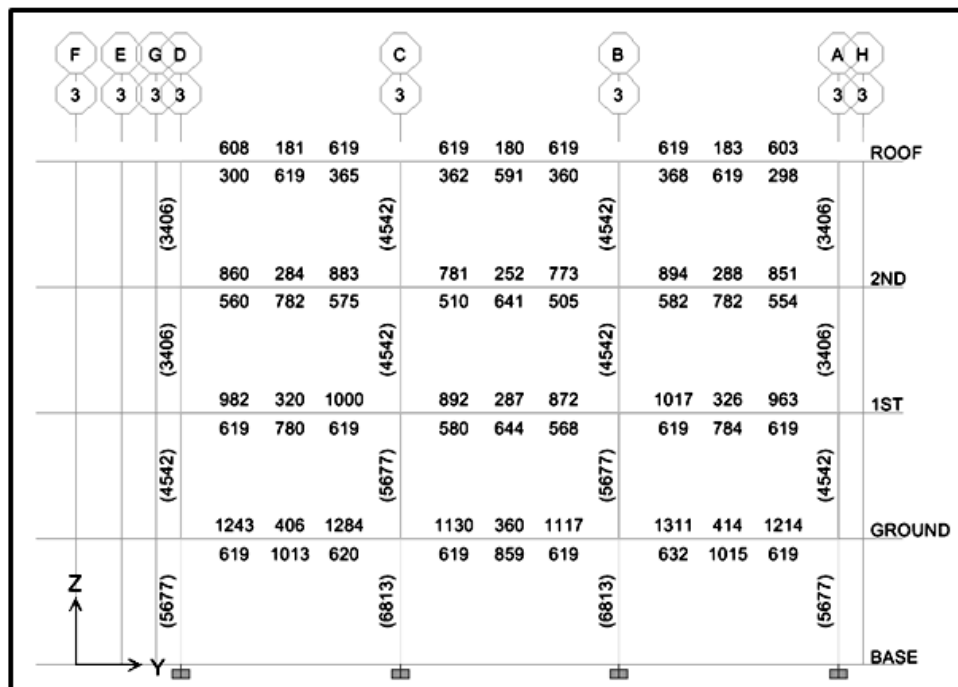 F E G D C B A H
3 3 3 3 3 3 3 3
608 181 619 619 180 619 619 183 603
ROOF
300 619 365 362 591 360 368 619 298
(3406) (4542) (4542) (3406)
860 284 883 781 252 773 894 288 851
2ND
560 782 575 510 641 505 582 782 554
(3406) (4542) (4542) (3406)
982 320 1000 892 287 872 1017 326 963
1ST
619 780 619 580 644 568 619 784 619
(4542) (5677) (5677) (4542)
1243 406 1284 1130 360 1117 1311 414 1214
GROUND
619 1013 620 619 859 619 632 1015 619
Z
(5677) (6813) (6813) (5677)
Y
BASE